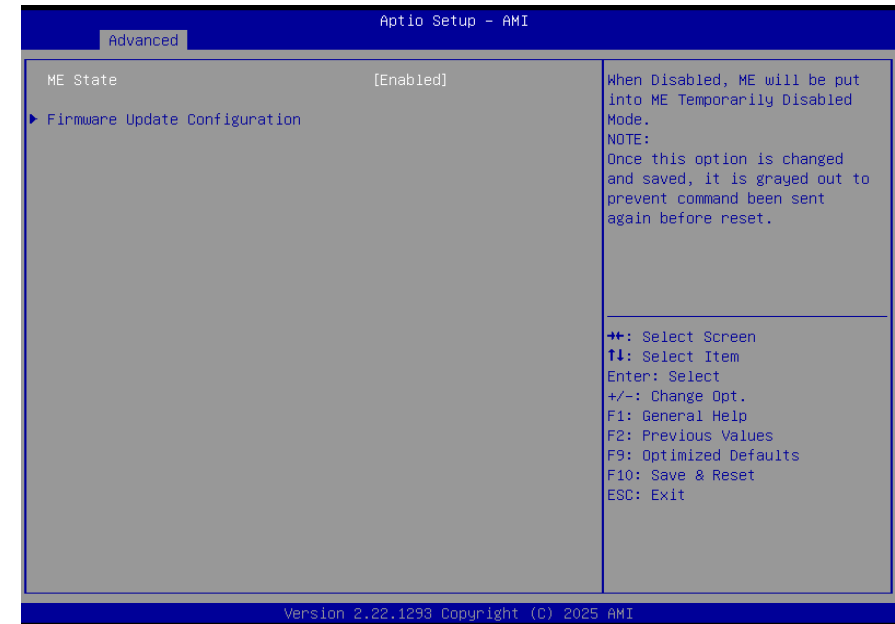 Aptio Setup – AMI
Advanced
ME State [Enabled]
▶ Firmware Update Configuration
When Disabled, ME will be put
into ME Temporarily Disabled
Mode.
NOTE:
Once this option is changed
and saved, it is grayed out to
prevent command been sent
again before reset.
→←: Select Screen
↑↓: Select Item
Enter: Select
+/-: Change Opt.
F1: General Help
F2: Previous Values
F9: Optimized Defaults
F10: Save & Reset
ESC: Exit
Version 2.22.1293 Copyright (C) 2025 AMI